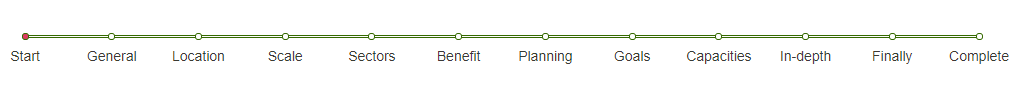 Start General Location Scale Sectors Benefit Planning Goals Capacities In-depth Finally Complete